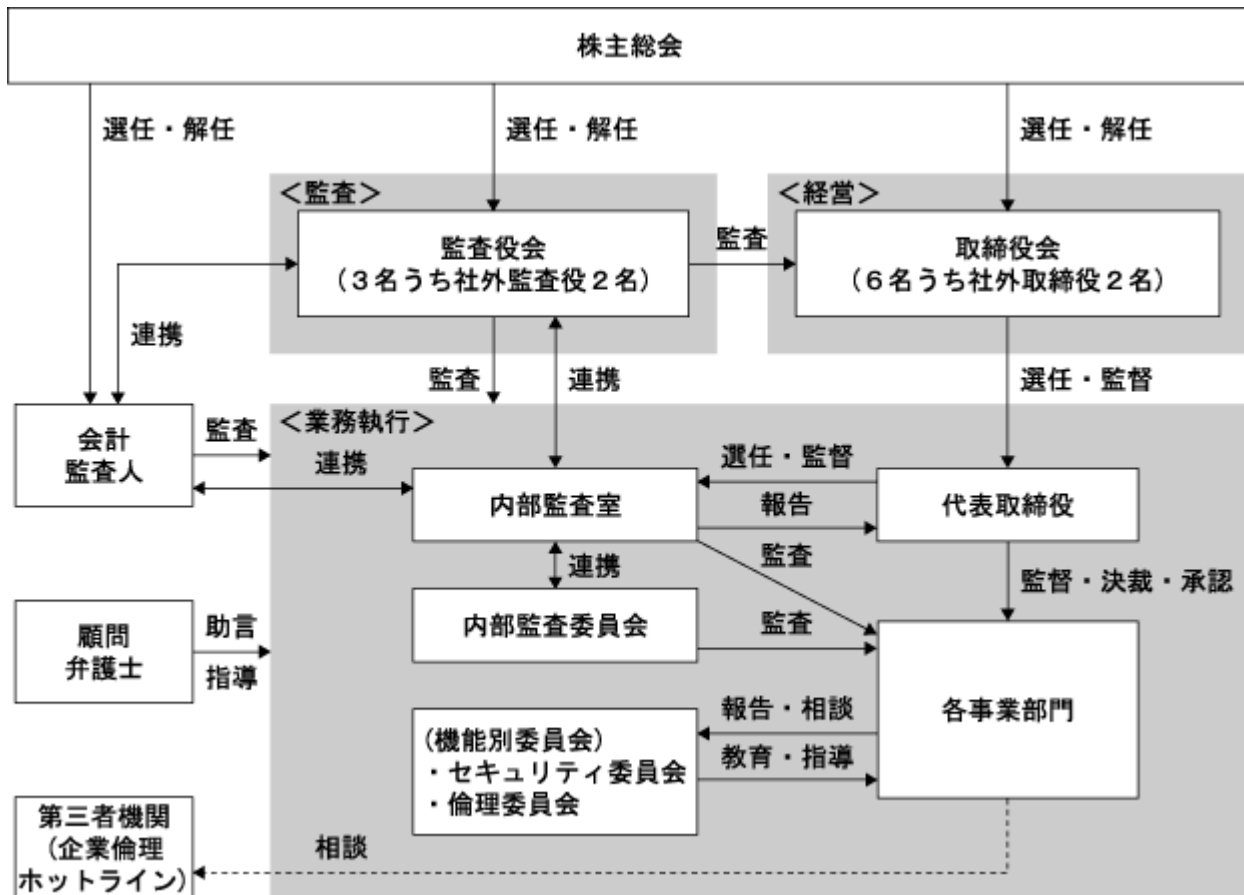 株主総会
選任・解任
選任・解任
選任・解任
＜監査＞
＜経営＞
監査役会
（３名うち社外監査役２名）
監査
取締役会
（６名うち社外取締役２名）
連携
監査
連携
選任・監督
会計
監査人
監査
＜業務執行＞
連携
選任・監督
内部監査室
報告
代表取締役
監査
連携
監督・決裁・承認
顧問
弁護士
助言
指導
内部監査委員会
監査
各事業部門
報告・相談
(機能別委員会)
・セキュリティ委員会
・倫理委員会
教育・指導
第三者機関
(企業倫理
ホットライン)
相談